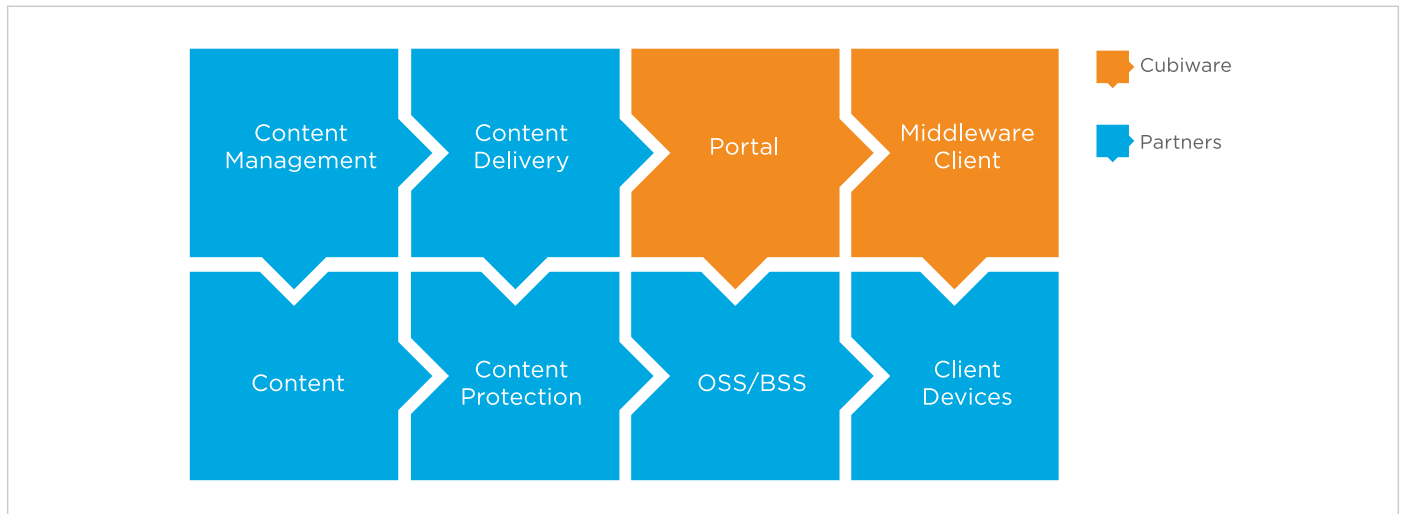 Content
Management
Content
Delivery
Portal
Middleware
Client
Cubiware
Partners
Content
Content
Protection
OSS/BSS
Client
Devices